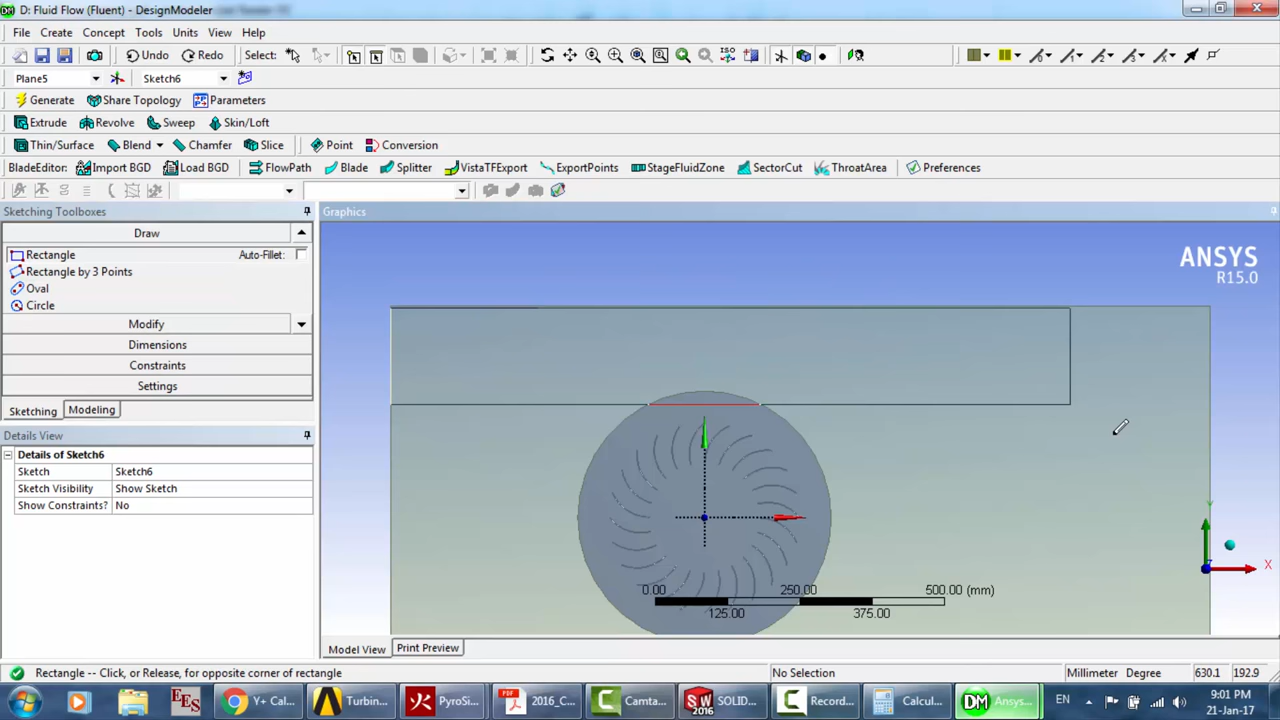 D: Fluid Flow (Fluent) - DesignModeler
File Create Concept Tools Units View Help
Undo Redo Select:
Plane5 Sketch6
Generate Share Topology Parameters
Extrude Revolve Sweep Skin/Loft
Thin/Surface Blend Chamfer Slice Point Conversion
BladeEditor: Import BGD Load BGD FlowPath Blade Splitter VistaTFExport ExportPoints StageFluidZone SectorCut ThroatArea Preferences
Sketching Toolboxes
Draw
Rectangle Auto-Fillet:
Rectangle by 3 Points
Oval
Circle
Modify
Dimensions
Constraints
Settings
Sketching Modeling
Details View
Details of Sketch6
Sketch Sketch6
Sketch Visibility Show Sketch
Show Constraints? No
Graphics
ANSYS
R15.0
0.00 250.00 500.00 (mm)
125.00 375.00
Y
X
Model View Print Preview
Rectangle -- Click, or Release, for opposite corner of rectangle No Selection Millimeter Degree 630.1 192.9
Y+ Cal... Turbin... PyroSi... 2016_C... Camta... SOLID... Record... Calcul... Ansys... EN 9:01 PM
21-Jan-17